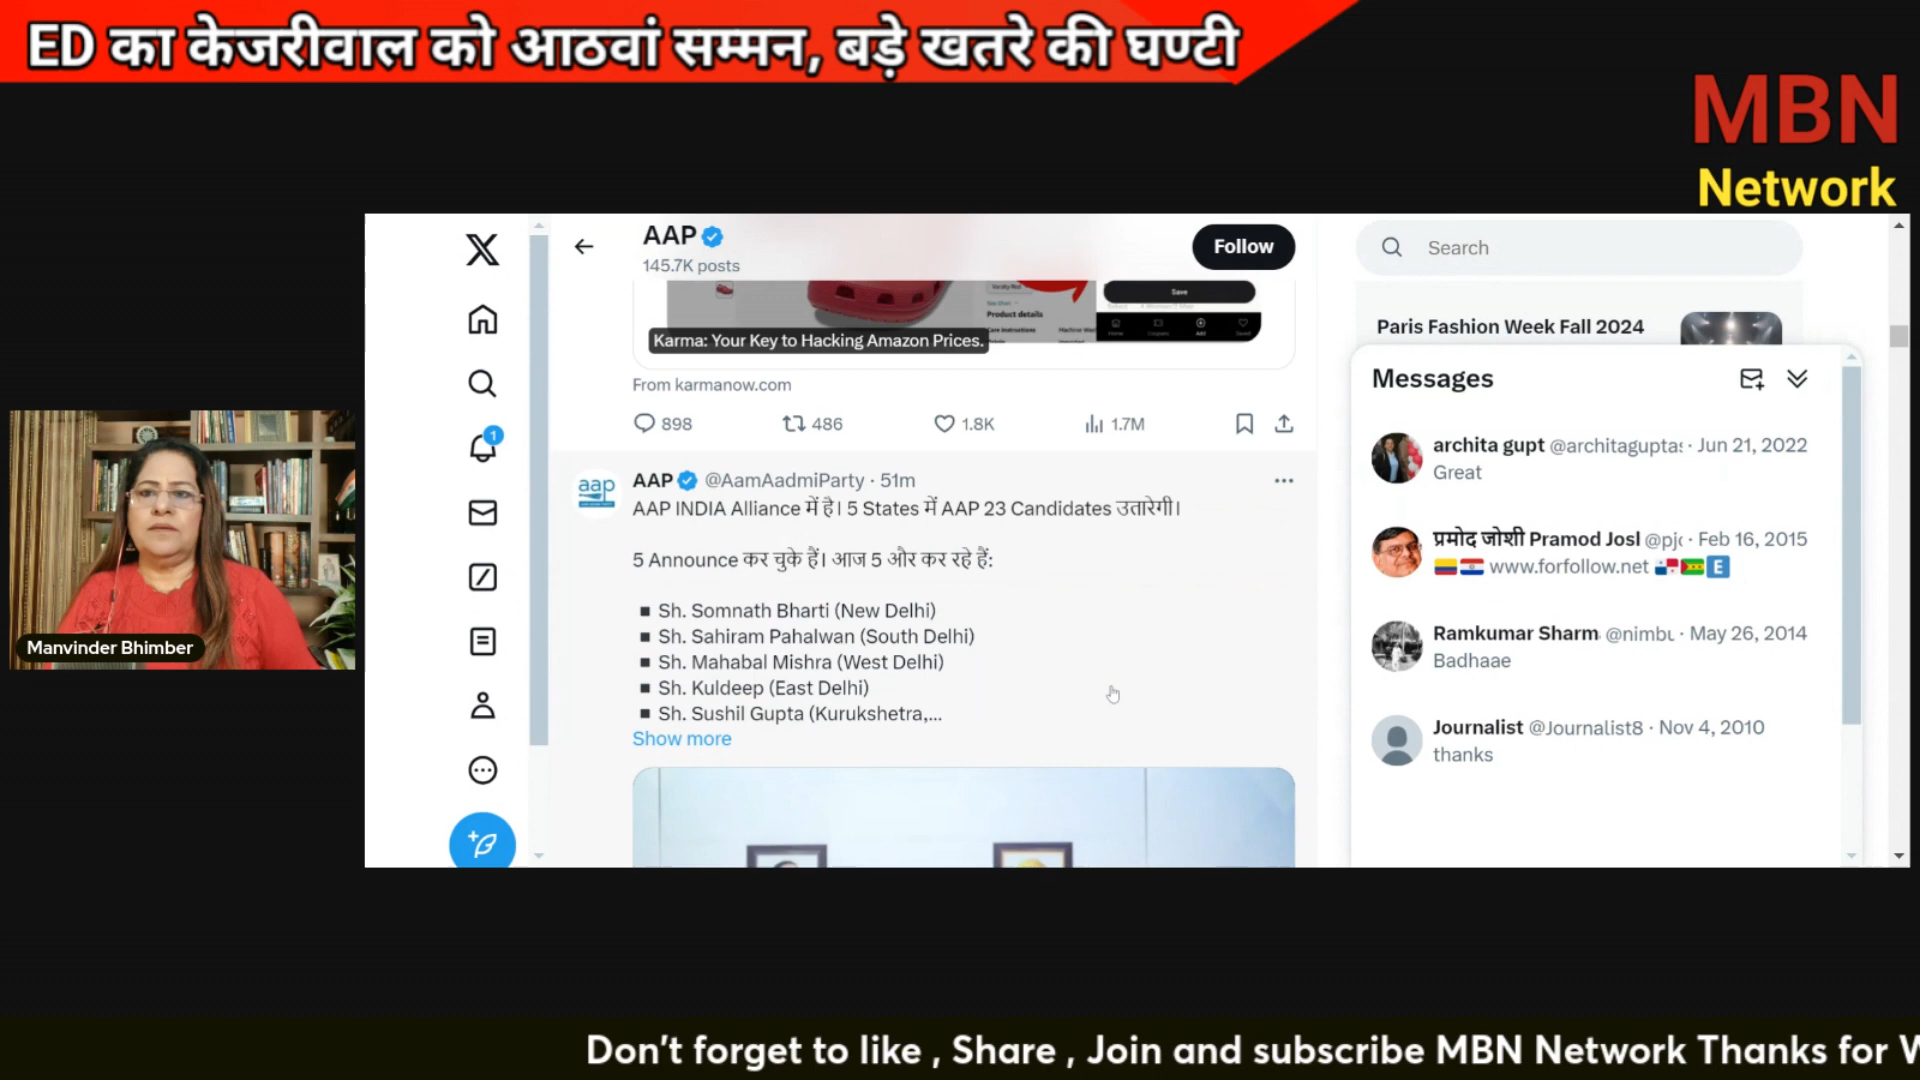 ED का केजरीवाल को आठवां सम्मन, बड़े खतरे की घण्टी
MBN
Network
AAP
145.7K posts
Follow
Search
Product details
Save
Karma: Your Key to Hacking Amazon Prices.
From karmanow.com
898 486 1.8K 1.7M
Paris Fashion Week Fall 2024
Messages
archita gupt @architagupta · Jun 21, 2022
Great
प्रमोद जोशी Pramod Josl @pj · Feb 16, 2015
www.forfollow.net
Ramkumar Sharm @nimb · May 26, 2014
Badhaae
Journalist @Journalist8 · Nov 4, 2010
thanks
1
aap
AAP @AamAadmiParty · 51m
AAP INDIA Alliance में है। 5 States में AAP 23 Candidates उतारेगी।
5 Announce कर चुके हैं। आज 5 और कर रहे हैं:
▪ Sh. Somnath Bharti (New Delhi)
▪ Sh. Sahiram Pahalwan (South Delhi)
▪ Sh. Mahabal Mishra (West Delhi)
▪ Sh. Kuldeep (East Delhi)
▪ Sh. Sushil Gupta (Kurukshetra,...
Show more
Manvinder Bhimber
Don't forget to like , Share , Join and subscribe MBN Network Thanks for